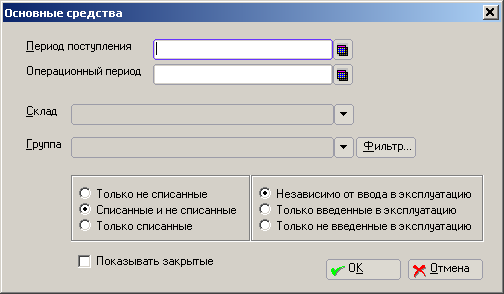 Основные средства
Период поступления
Операционный период
Склад
Группа
Фильтр...
Только не списанные
Списанные и не списанные
Только списанные
Независимо от ввода в эксплуатацию
Только введенные в эксплуатацию
Только не введенные в эксплуатацию
Показывать закрытые
OK
Отмена